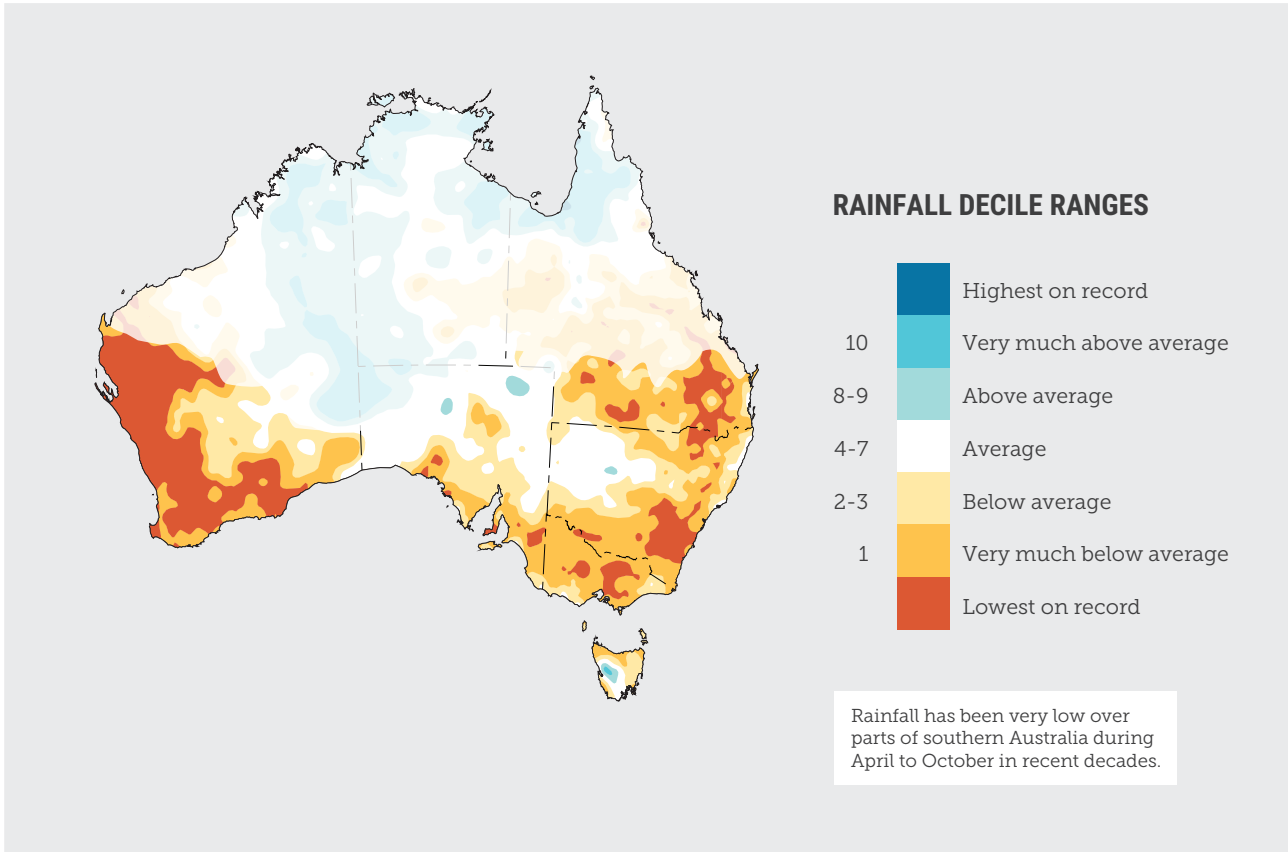 RAINFALL DECILE RANGES
Highest on record
10 Very much above average
8-9 Above average
4-7 Average
2-3 Below average
1 Very much below average
Lowest on record
Rainfall has been very low over
parts of southern Australia during
April to October in recent decades.